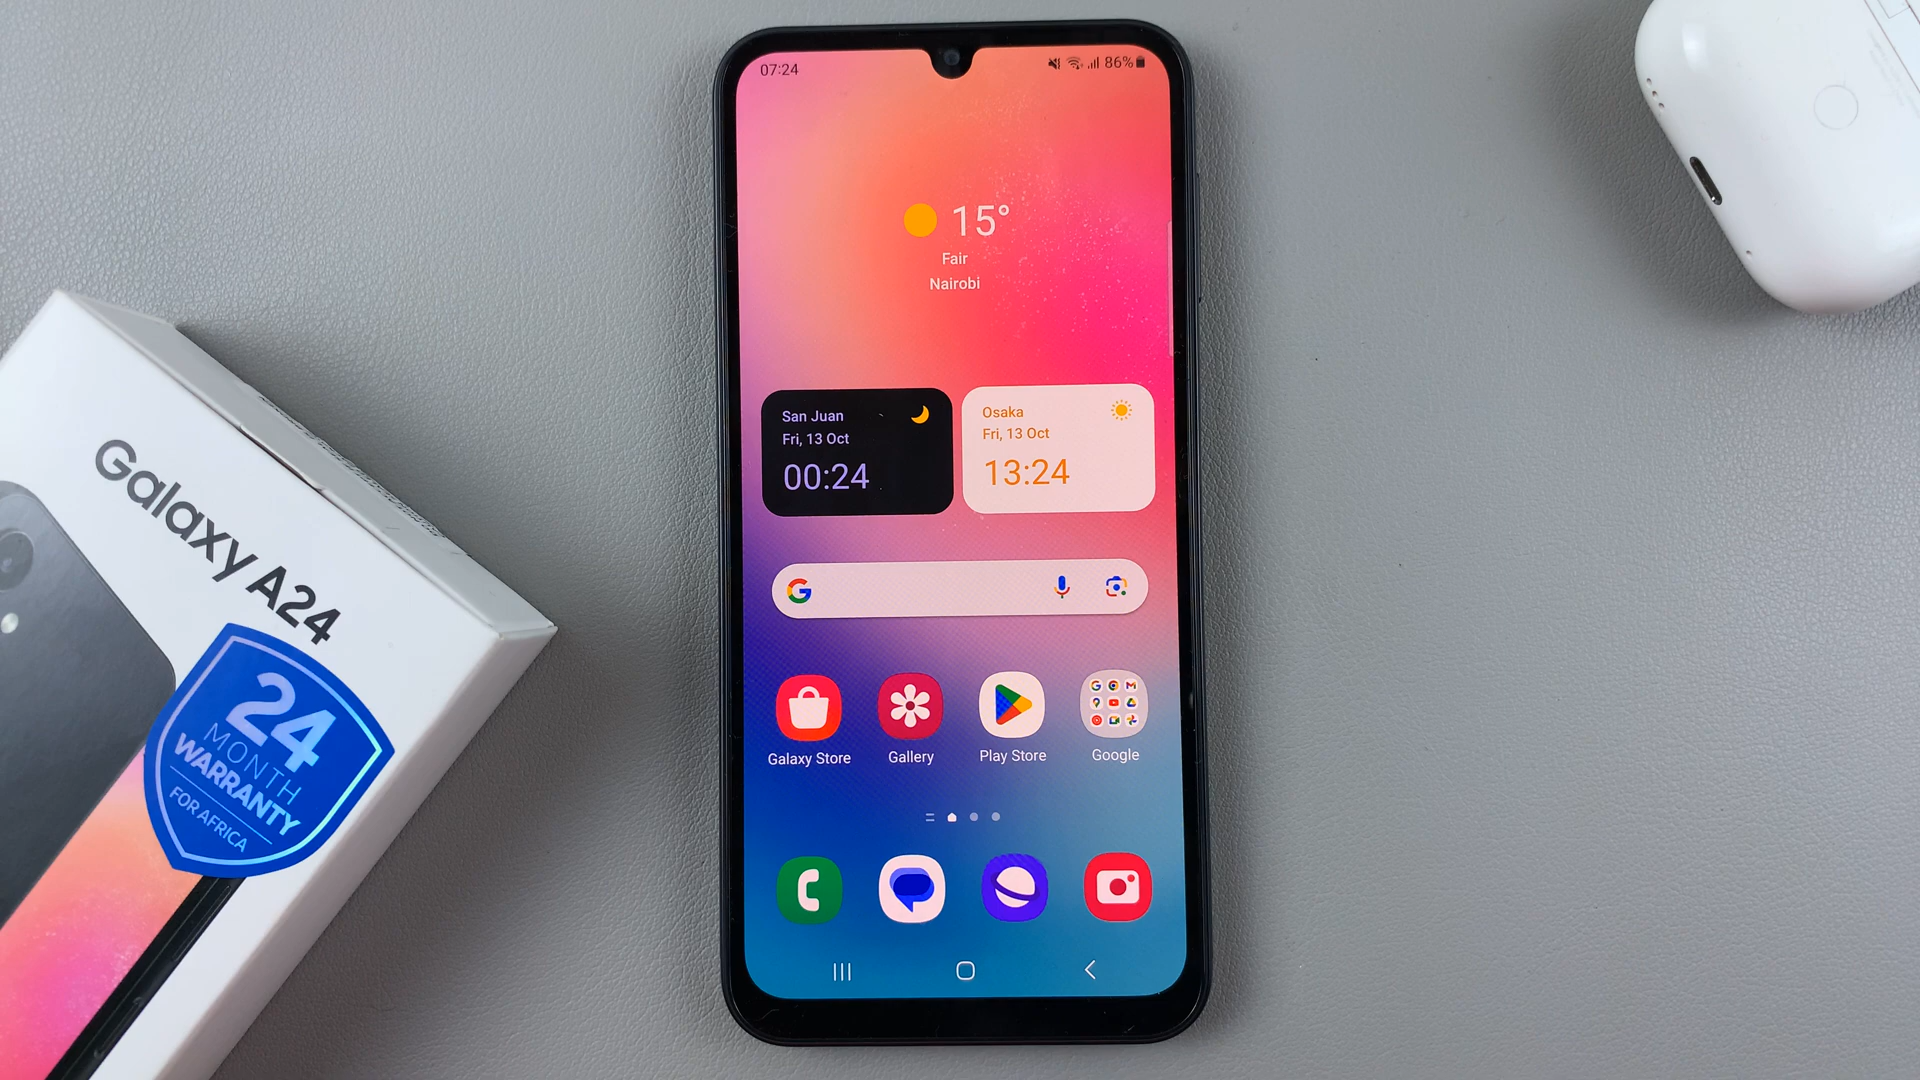 07:24
86%
15°
Fair
Nairobi
San Juan
Fri, 13 Oct
00:24
Osaka
Fri, 13 Oct
13:24
Galaxy Store
Gallery
Play Store
Google
Galaxy A24
24
MONTH
WARRANTY
FOR AFRICA